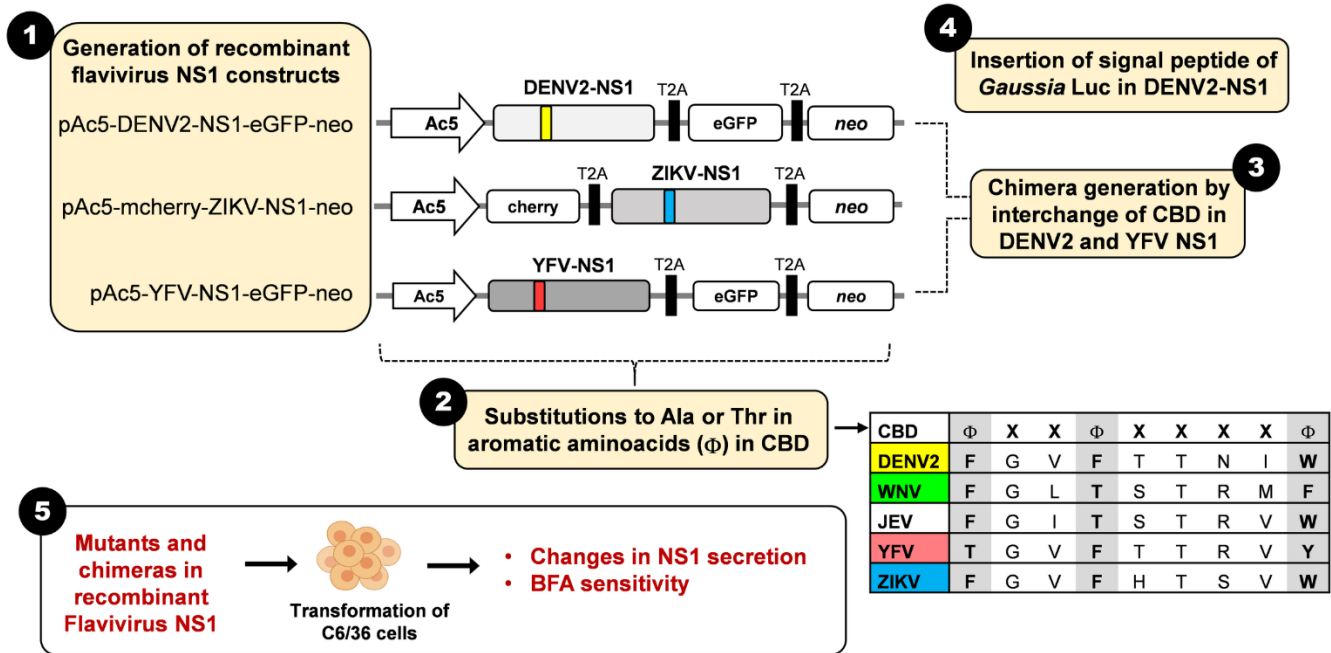 1
Generation of recombinant
flavivirus NS1 constructs
pAc5-DENV2-NS1-eGFP-neo
pAc5-mcherry-ZIKV-NS1-neo
pAc5-YFV-NS1-eGFP-neo
DENV2-NS1
T2A
T2A
Ac5
eGFP
neo
T2A
ZIKV-NS1
T2A
Ac5
cherry
neo
YFV-NS1
T2A
T2A
Ac5
eGFP
neo
4
Insertion of signal peptide of
Gaussia Luc in DENV2-NS1
3
Chimera generation by
interchange of CBD in
DENV2 and YFV NS1
2
Substitutions to Ala or Thr in
aromatic aminoacids (Φ) in CBD
CBD Φ X X Φ X X X X Φ
DENV2 F G V F T T N I W
WNV F G L T S T R M F
JEV F G I T S T R V W
YFV T G V F T T R V Y
ZIKV F G V F H T S V W
5
Mutants and
chimeras in
recombinant
Flavivirus NS1
Transformation of
C6/36 cells
• Changes in NS1 secretion
• BFA sensitivity